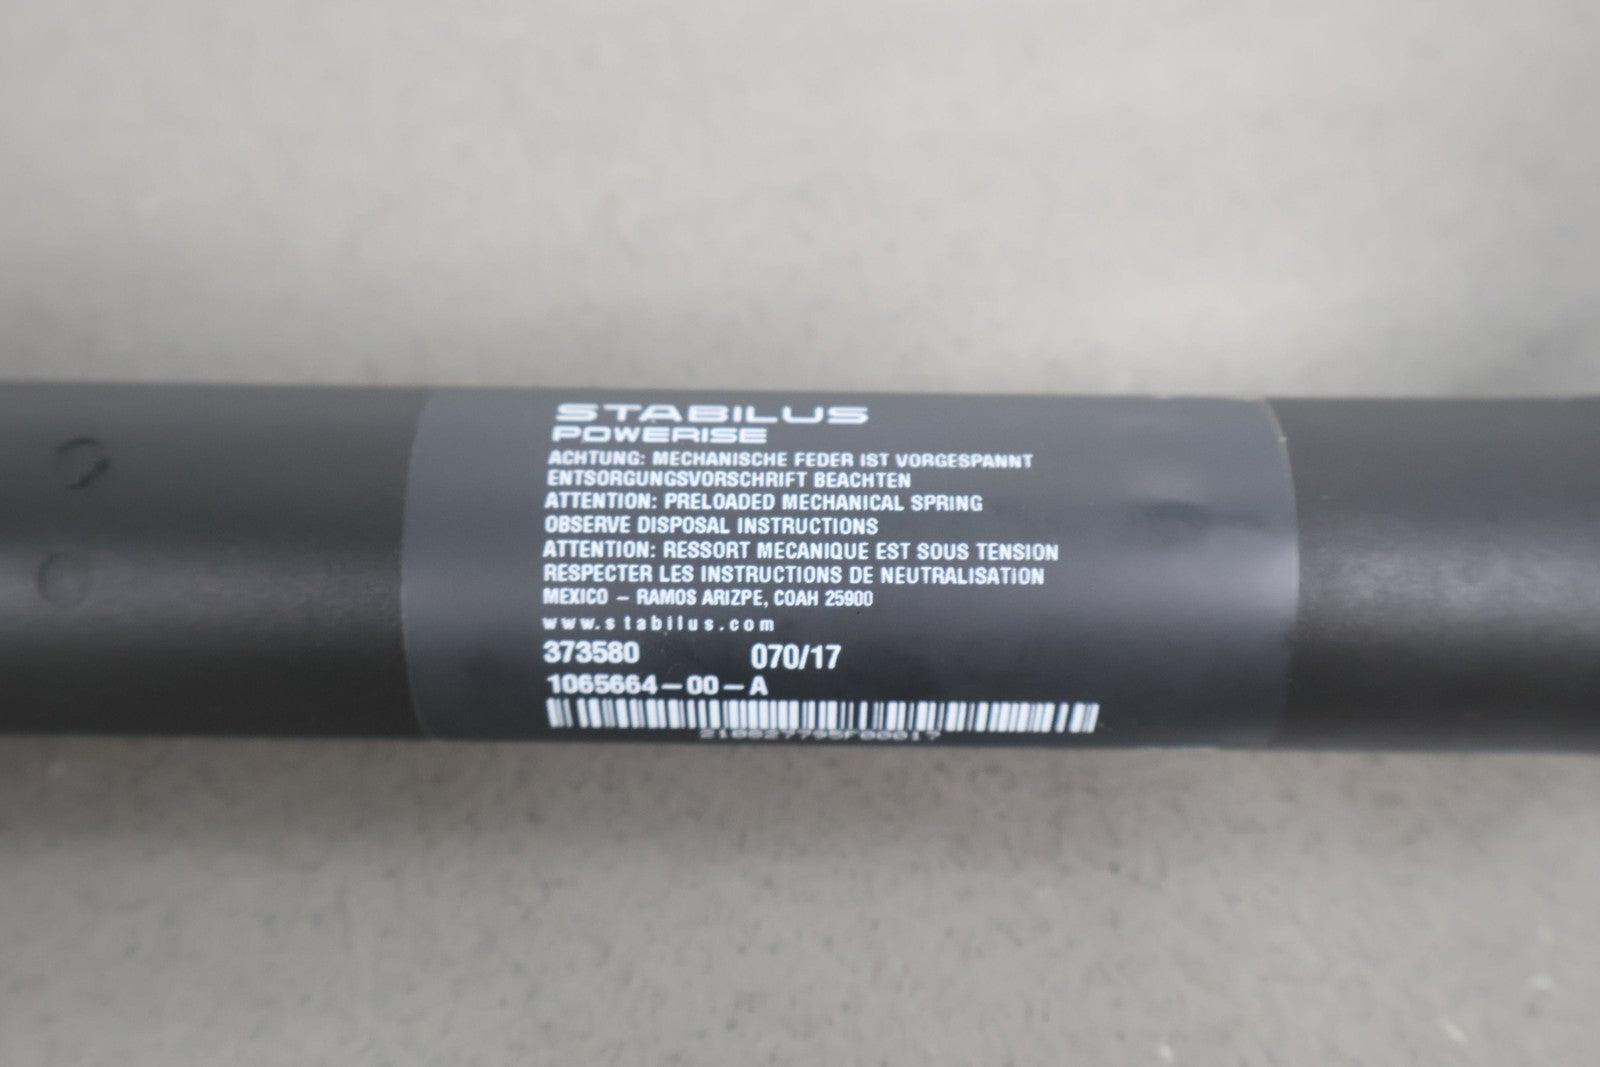 STABILUS
POWERISE
ACHTUNG: MECHANISCHE FEDER IST VORGESPANNT
ENTSORGUNGSVORSCHRIFT BEACHTEN
ATTENTION: PRELOADED MECHANICAL SPRING
OBSERVE DISPOSAL INSTRUCTIONS
ATTENTION: RESSORT MECANIQUE EST SOUS TENSION
RESPECTER LES INSTRUCTIONS DE NEUTRALISATION
MEXICO – RAMOS ARIZPE, COAH 25900
www.stabilus.com
373580 070/17
1065664-00-A